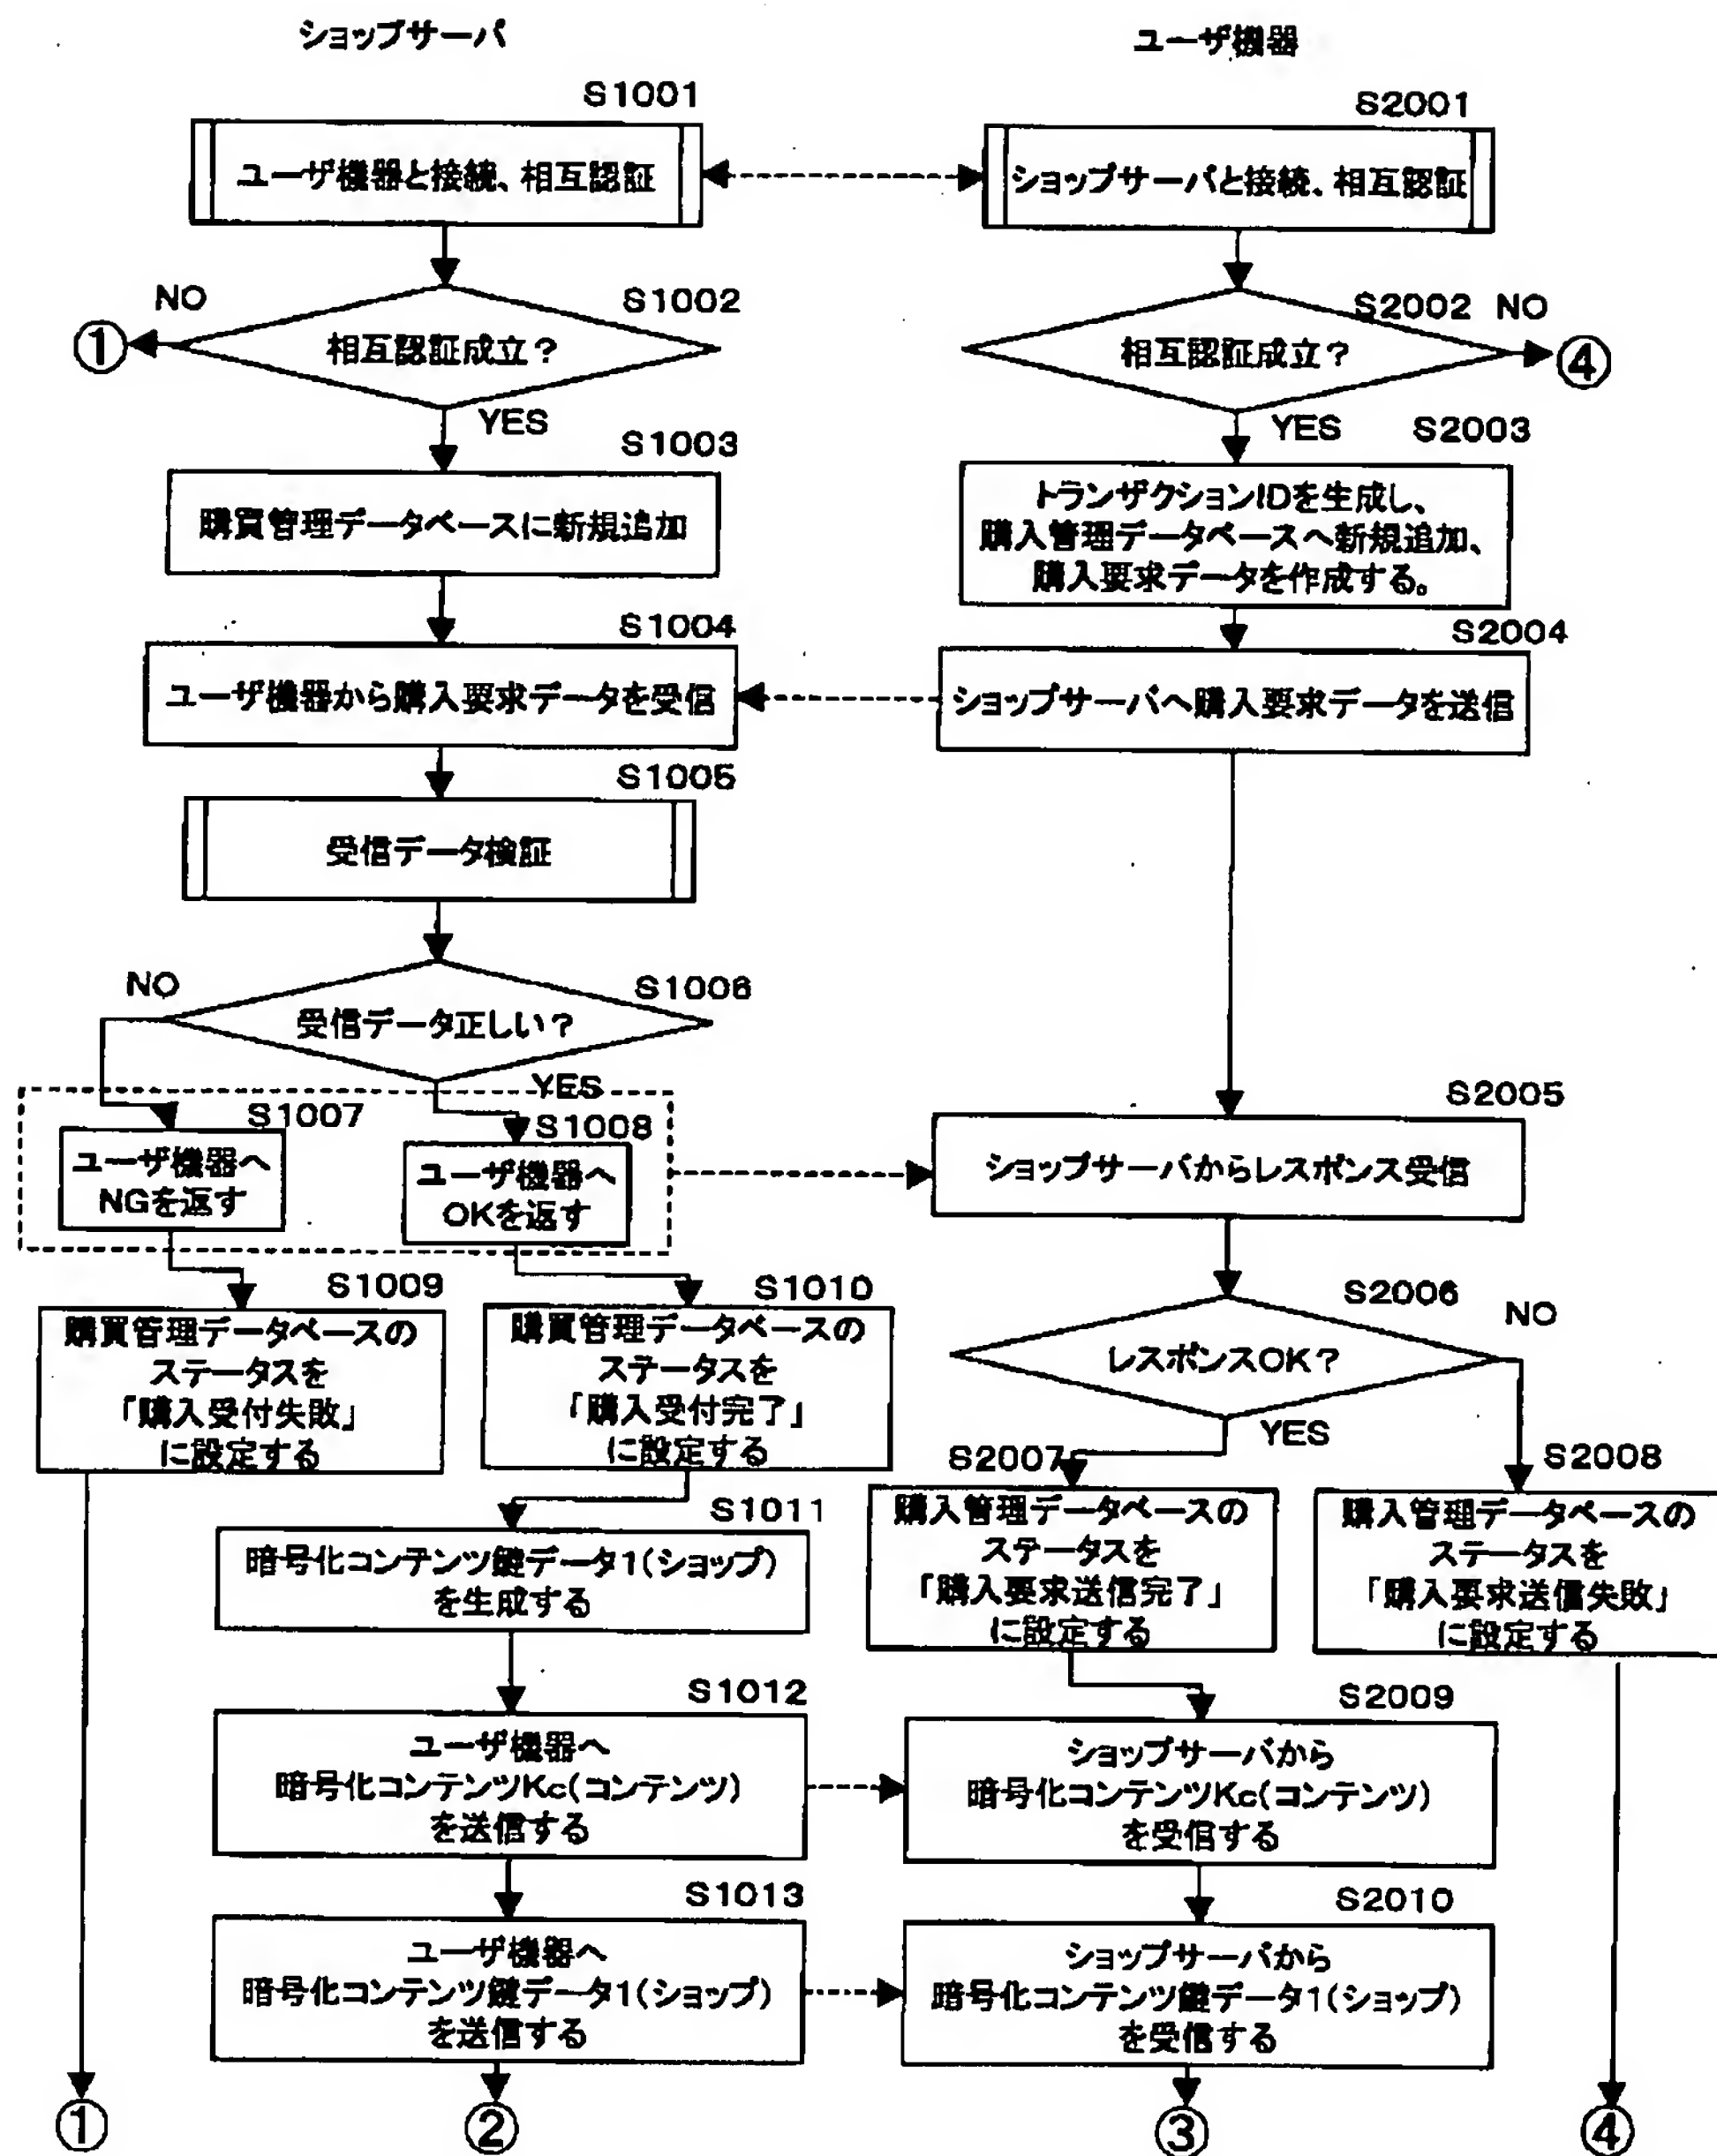 ショップサーバ
ユーザ機器
S1001
ユーザ機器と接続、相互認証
S2001
ショップサーバと接続、相互認証
NO
S1002
相互認証成立?
①
YES
S2002 NO
相互認証成立?
④
YES
S1003
購買管理データベースに新規追加
S2003
トランザクションIDを生成し、
購入管理データベースへ新規追加、
購入要求データを作成する。
S1004
ユーザ機器から購入要求データを受信
S2004
ショップサーバへ購入要求データを送信
S1005
受信データ検証
NO
S1006
受信データ正しい?
YES
S1007
ユーザ機器へ
NGを返す
S1008
ユーザ機器へ
OKを返す
S2005
ショップサーバからレスポンス受信
S1009
購買管理データベースの
ステータスを
「購入受付失敗」
に設定する
S1010
購買管理データベースの
ステータスを
「購入受付完了」
に設定する
S2006
NO
レスポンスOK?
YES
S2007
購入管理データベースの
ステータスを
「購入要求送信完了」
に設定する
S2008
購入管理データベースの
ステータスを
「購入要求送信失敗」
に設定する
S1011
暗号化コンテンツ鍵データ1(ショップ)
を生成する
S1012
ユーザ機器へ
暗号化コンテンツKc(コンテンツ)
を送信する
S2009
ショップサーバから
暗号化コンテンツKc(コンテンツ)
を受信する
S1013
ユーザ機器へ
暗号化コンテンツ鍵データ1(ショップ)
を送信する
S2010
ショップサーバから
暗号化コンテンツ鍵データ1(ショップ)
を受信する
①
②
③
④